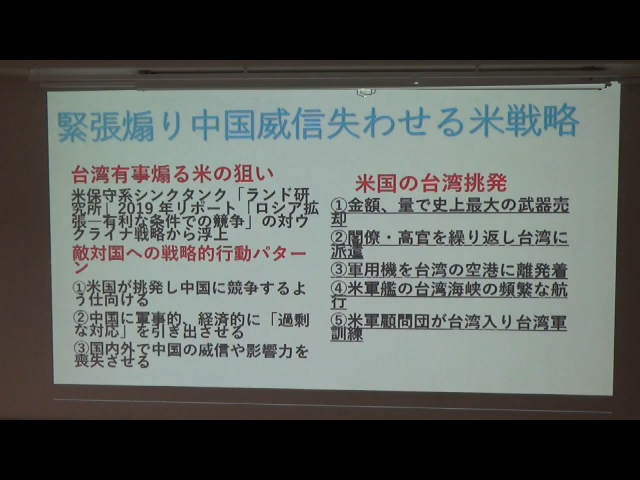 緊張煽り中国威信失わせる米戦略
台湾有事煽る米の狙い
米保守系シンクタンク「ランド研
究所」2019年リポート「ロシア拡
張―有利な条件での競争」の対ウ
クライナ戦略から浮上
敵対国への戦略的行動パター
ン
①米国が挑発し中国に競争するよ
う仕向ける
②中国に軍事的、経済的に「過剰
な対応」を引き出させる
③国内外で中国の威信や影響力を
喪失させる
米国の台湾挑発
①金額、量で史上最大の武器売
却
②閣僚・高官を繰り返し台湾に
派遣
③軍用機を台湾の空港に離発着
④米軍艦の台湾海峡の頻繁な航
行
⑤米軍顧問団が台湾入り台湾軍
訓練